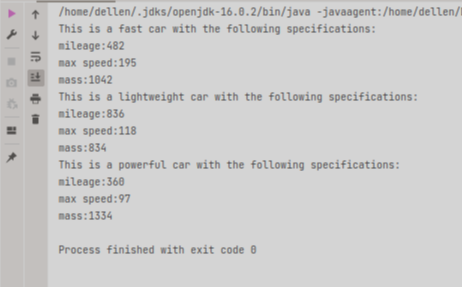 /home/dellen/.jdks/openjdk-16.0.2/bin/java -javaagent:/home/dellen/
This is a fast car with the following specifications:
mileage:482
max speed:195
mass:1042
This is a lightweight car with the following specifications:
mileage:836
max speed:118
mass:834
This is a powerful car with the following specifications:
mileage:360
max speed:97
mass:1334
Process finished with exit code 0